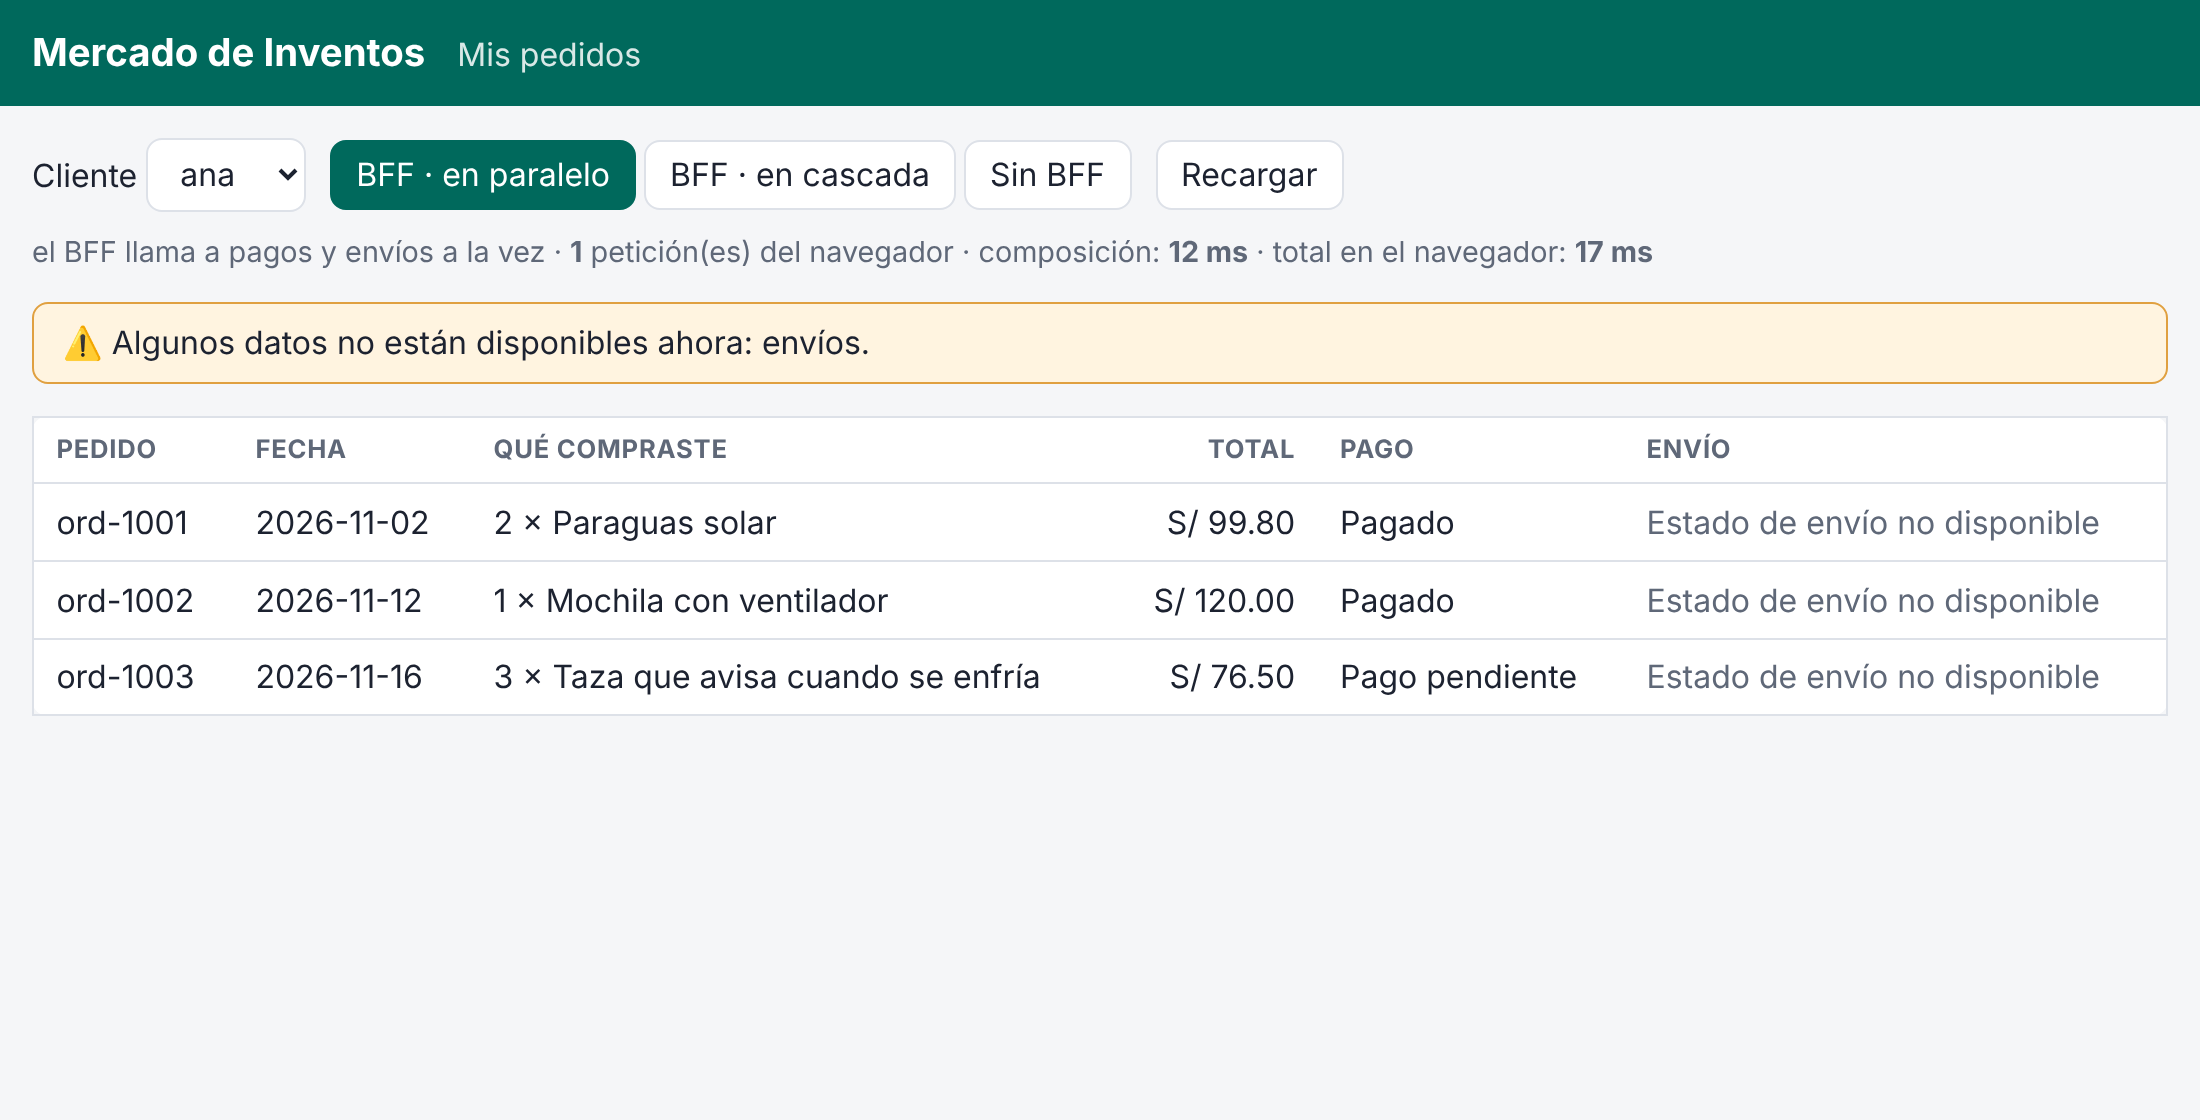 Mercado de Inventos Mis pedidos
Cliente ana BFF · en paralelo BFF · en cascada Sin BFF Recargar
el BFF llama a pagos y envíos a la vez · 1 petición(es) del navegador · composición: 12 ms · total en el navegador: 17 ms
⚠️ Algunos datos no están disponibles ahora: envíos.
PEDIDO FECHA QUÉ COMPRASTE TOTAL PAGO ENVÍO
ord-1001 2026-11-02 2 × Paraguas solar S/ 99.80 Pagado Estado de envío no disponible
ord-1002 2026-11-12 1 × Mochila con ventilador S/ 120.00 Pagado Estado de envío no disponible
ord-1003 2026-11-16 3 × Taza que avisa cuando se enfría S/ 76.50 Pago pendiente Estado de envío no disponible